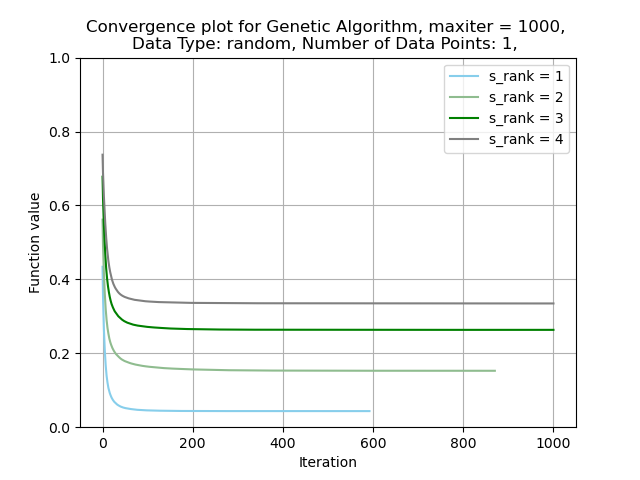 Convergence plot for Genetic Algorithm, maxiter = 1000,
Data Type: random, Number of Data Points: 1,
1.0
0.8
0.6
0.4
0.2
0.0
Function value
s_rank = 1
s_rank = 2
s_rank = 3
s_rank = 4
0 200 400 600 800 1000
Iteration